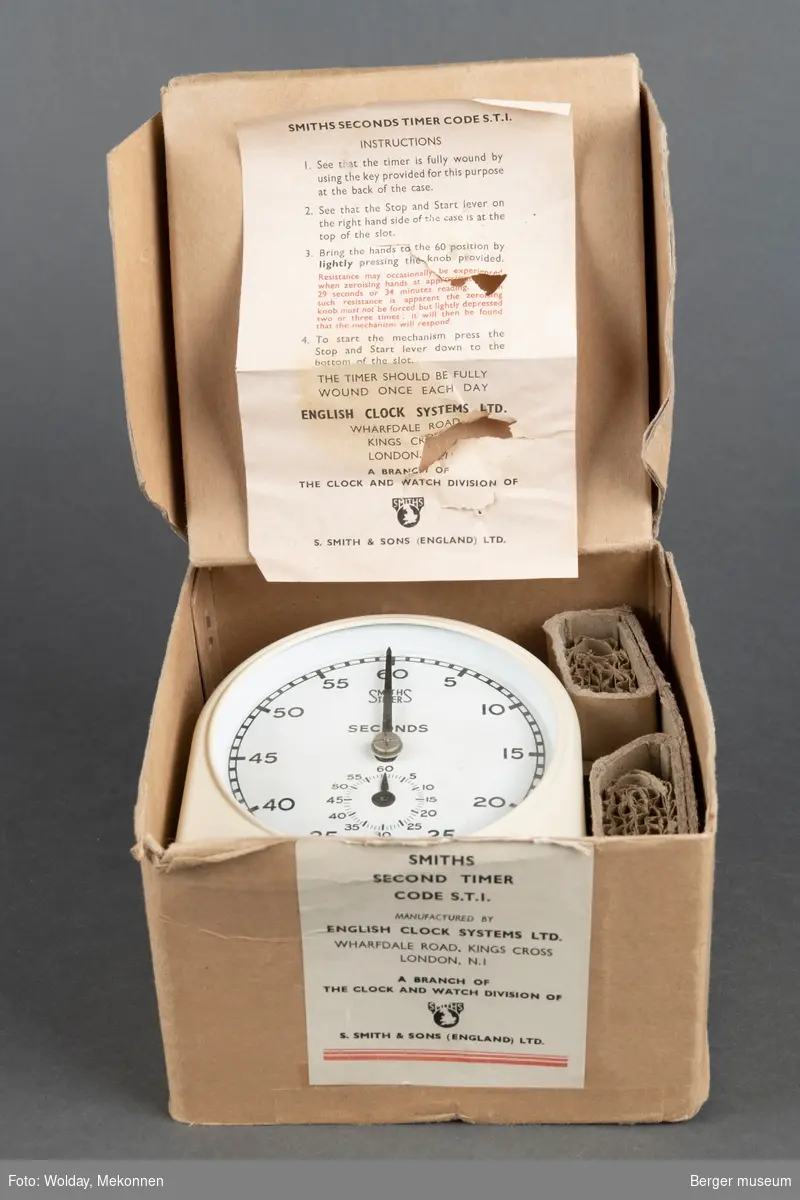 SMITHS SECONDS TIMER CODE S.T.I.
INSTRUCTIONS
1. See that the timer is fully wound by
using the key provided for this purpose
at the back of the case.
2. See that the Stop and Start lever on
the right hand side of the case is at the
top of the slot.
3. Bring the hands to the 60 position by
lightly pressing the knob provided.
Resistance may occasionally be experienced
when zeroising hands at
29 seconds or 34 minutes reading.
such resistance is apparent the zeroising
knob must not be forced but lightly depressed
two or three times; it will then be found
that the mechanism will respond.
4. To start the mechanism press the
Stop and Start lever down to the
bottom of the slot.
THE TIMER SHOULD BE FULLY
WOUND ONCE EACH DAY
ENGLISH CLOCK SYSTEMS LTD.
WHARFDALE ROAD
KINGS
LONDON,
A BRANCH OF
THE CLOCK AND WATCH DIVISION OF
SMITHS
S. SMITH & SONS (ENGLAND) LTD.
60
55 5
50 10
45 15
40 20
35 25
SMITHS
TIMERS
SECONDS
60
55 5
50 10
45 15
40 20
35 25
30
SMITHS
SECOND TIMER
CODE S.T.I.
MANUFACTURED BY
ENGLISH CLOCK SYSTEMS LTD.
WHARFDALE ROAD, KINGS CROSS
LONDON, N.I
A BRANCH OF
THE CLOCK AND WATCH DIVISION OF
SMITHS
S. SMITH & SONS (ENGLAND) LTD.
Foto: Wolday, Mekonnen
Berger museum